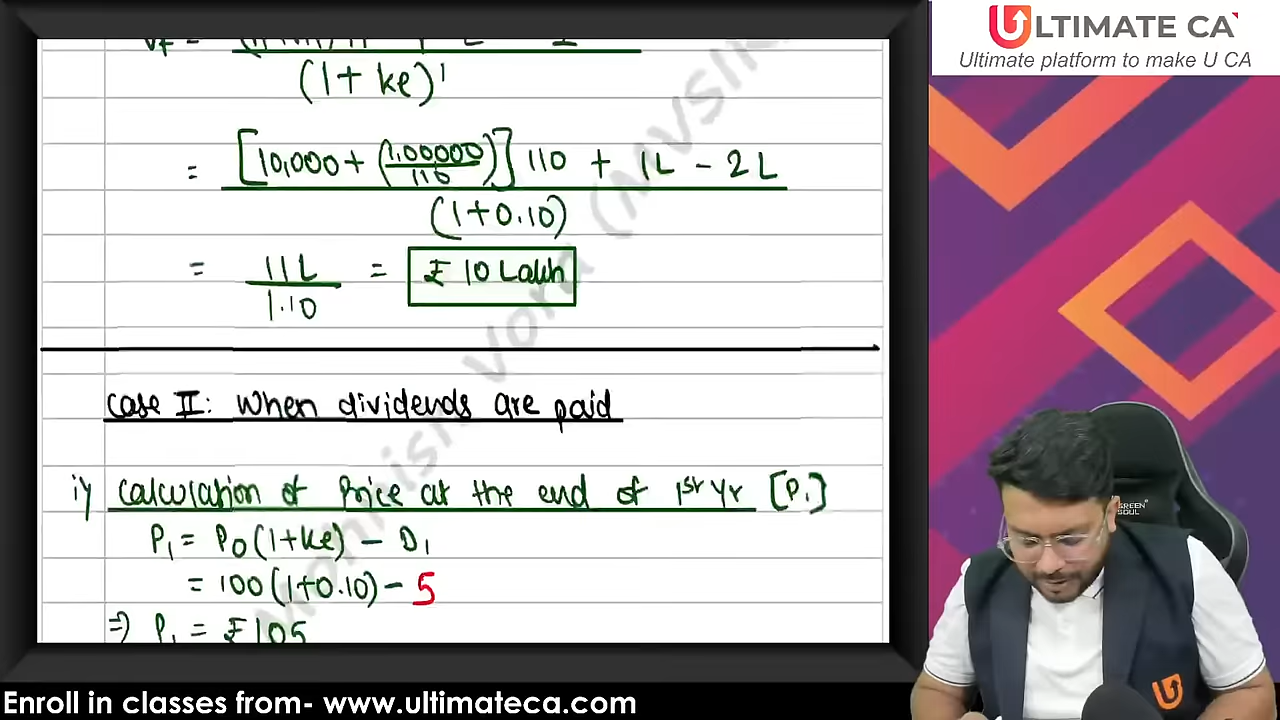 (1+ ke)¹
= [10,000 + (1,00000/110)] 110 + 1L - 2L
(1+0.10)
= 11L/1.10 = ₹ 10 Lakh
Case II: When dividends are paid
i) Calculation of Price at the end of 1st Yr [P₁]
P₁ = P0(1+ke) - D₁
= 100(1+0.10) - 5
⇒ P₁ = ₹105
ULTIMATE CA
Ultimate platform to make U CA
GREEN SOUL
Enroll in classes from- www.ultimateca.com